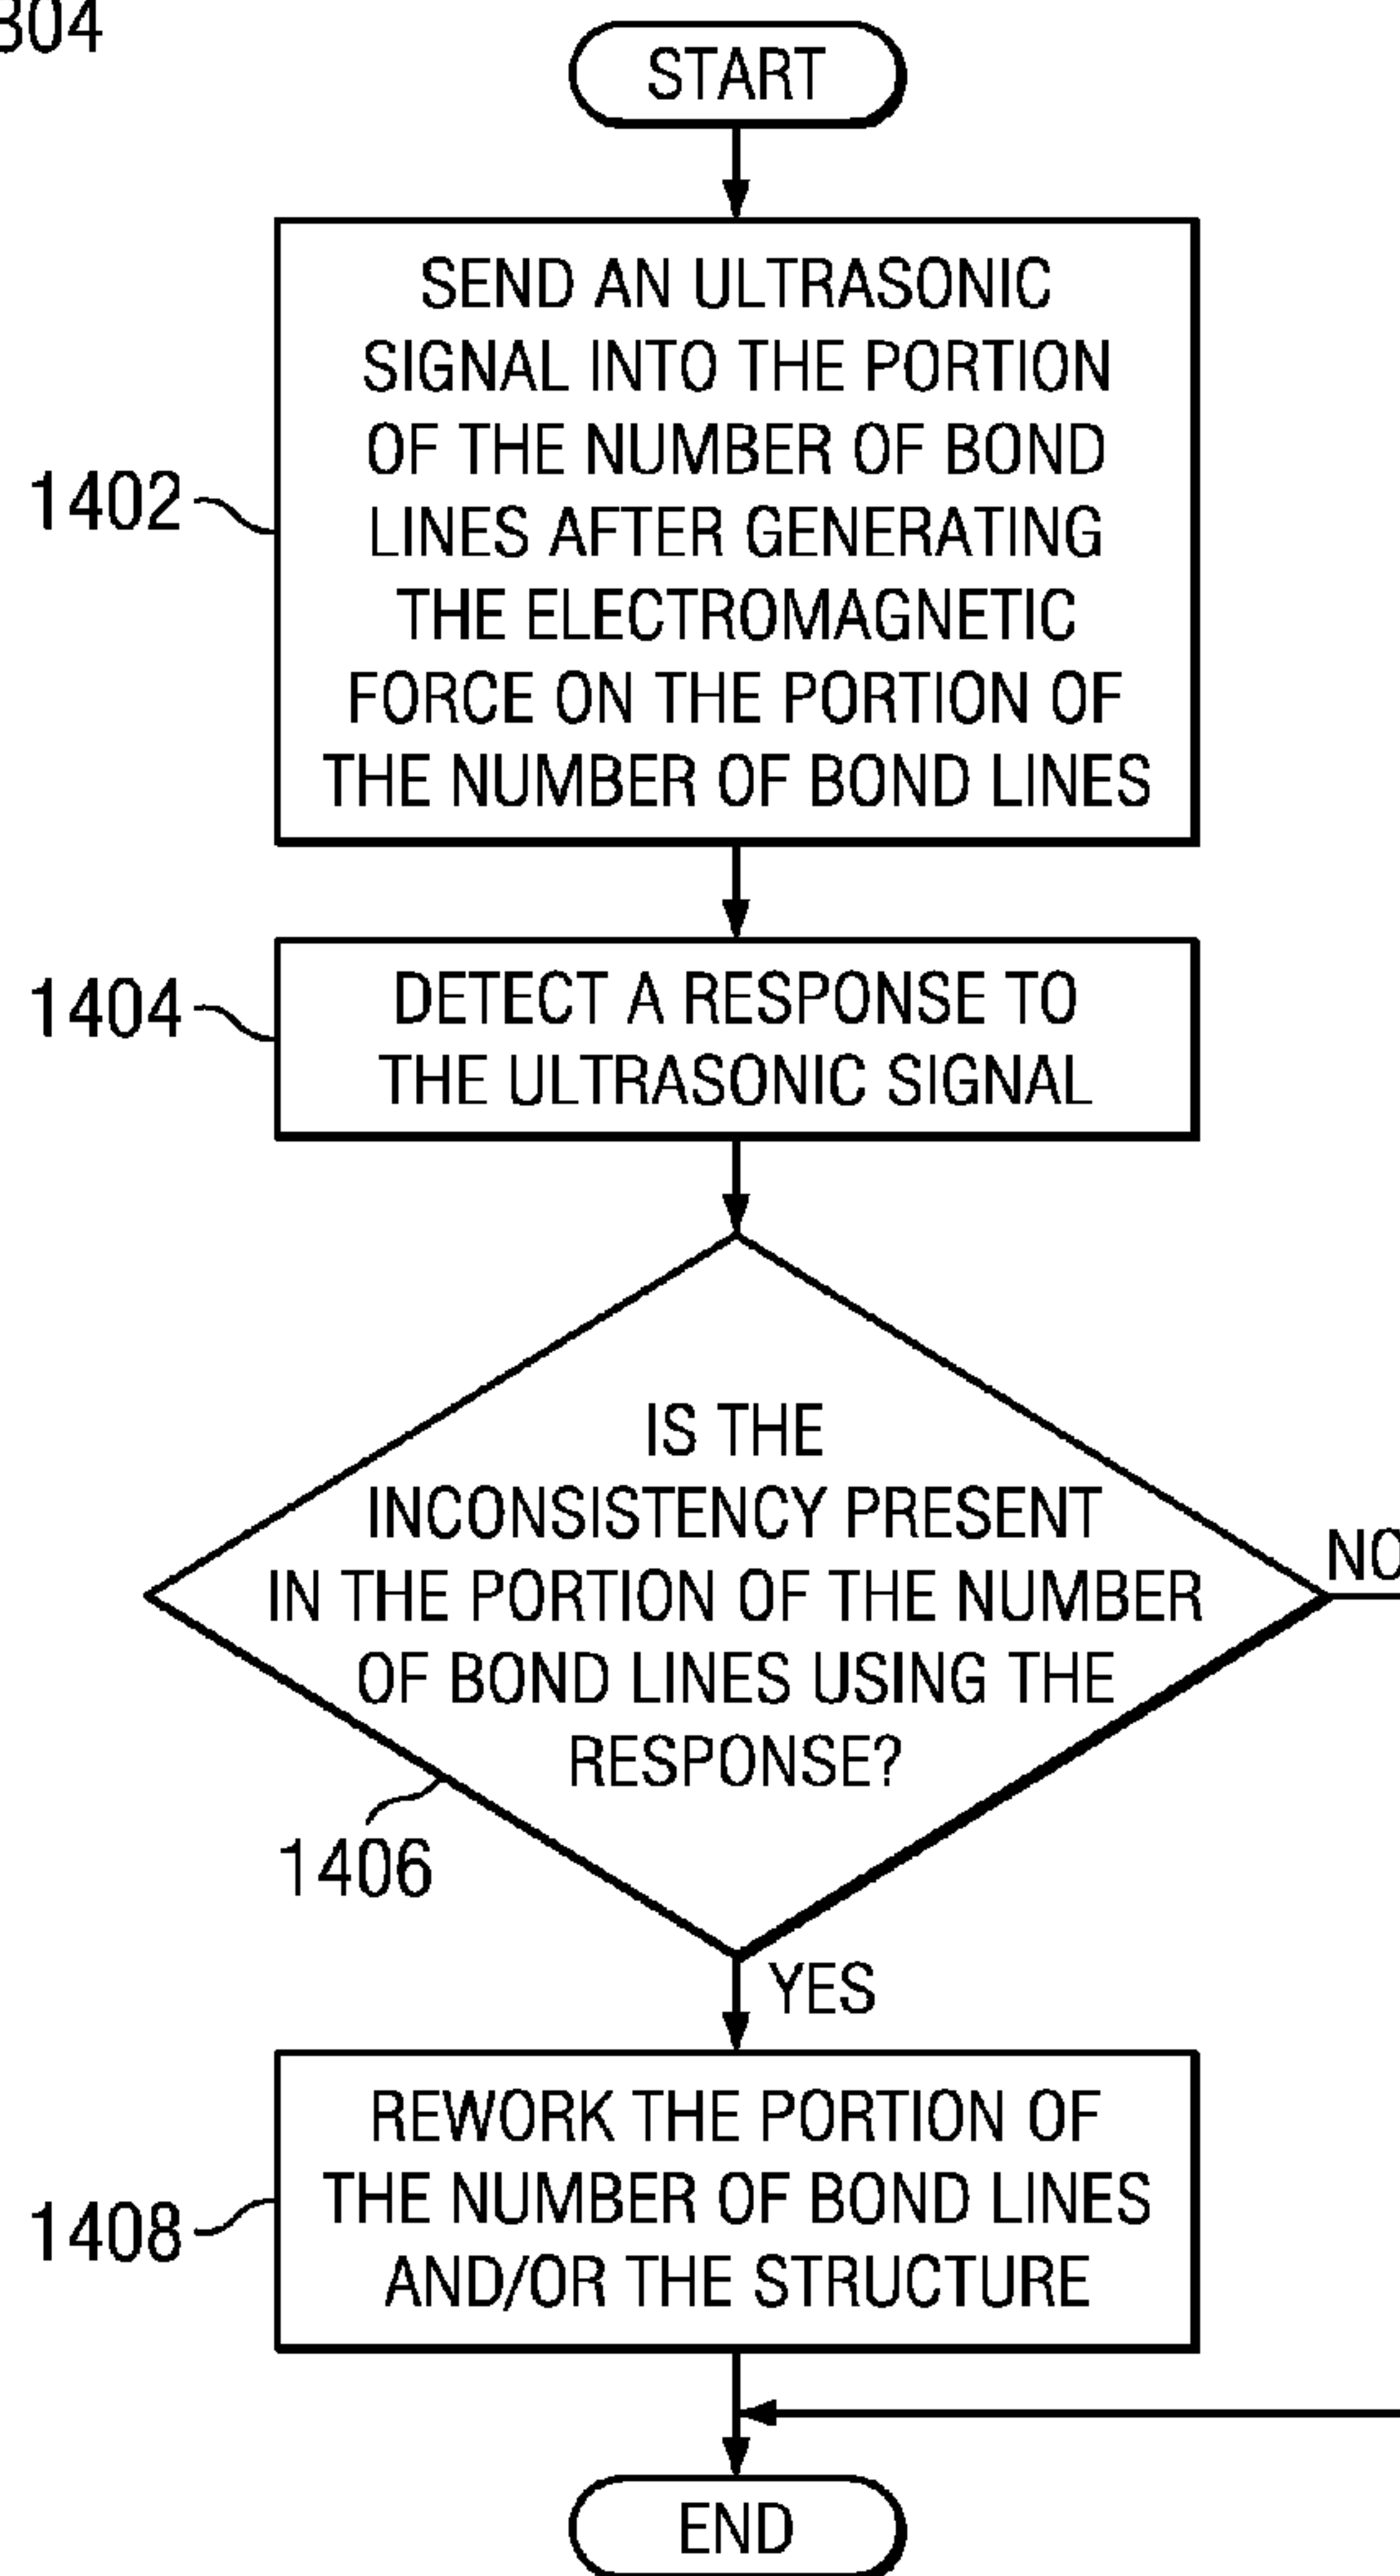 304
START
SEND AN ULTRASONIC
SIGNAL INTO THE PORTION
OF THE NUMBER OF BOND
LINES AFTER GENERATING
THE ELECTROMAGNETIC
FORCE ON THE PORTION OF
THE NUMBER OF BOND LINES
1402
DETECT A RESPONSE TO
THE ULTRASONIC SIGNAL
1404
IS THE
INCONSISTENCY PRESENT
IN THE PORTION OF THE NUMBER
OF BOND LINES USING THE
RESPONSE?
NO
1406
YES
REWORK THE PORTION OF
THE NUMBER OF BOND LINES
AND/OR THE STRUCTURE
1408
END